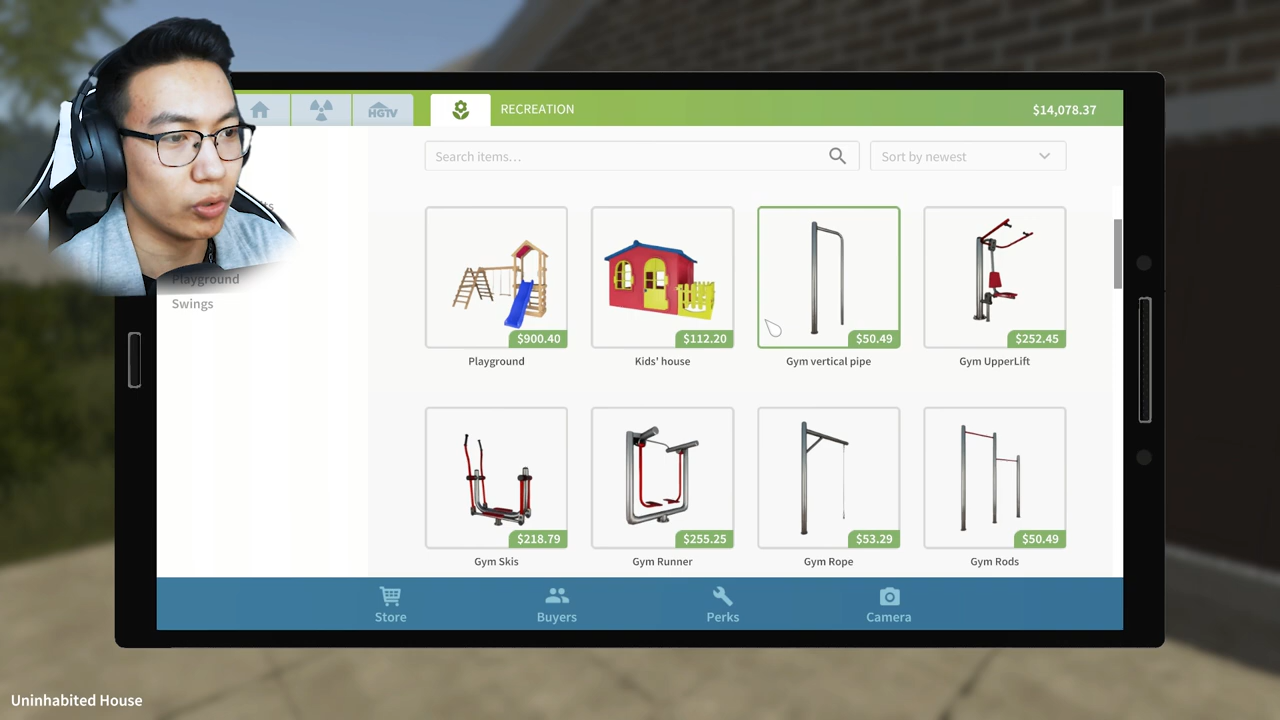 HGTV
RECREATION
$14,078.37
Search items...
Sort by newest
Playground
Swings
$900.40
$112.20
$50.49
$252.45
Playground
Kids' house
Gym vertical pipe
Gym UpperLift
$218.79
$255.25
$53.29
$50.49
Gym Skis
Gym Runner
Gym Rope
Gym Rods
Store
Buyers
Perks
Camera
Uninhabited House